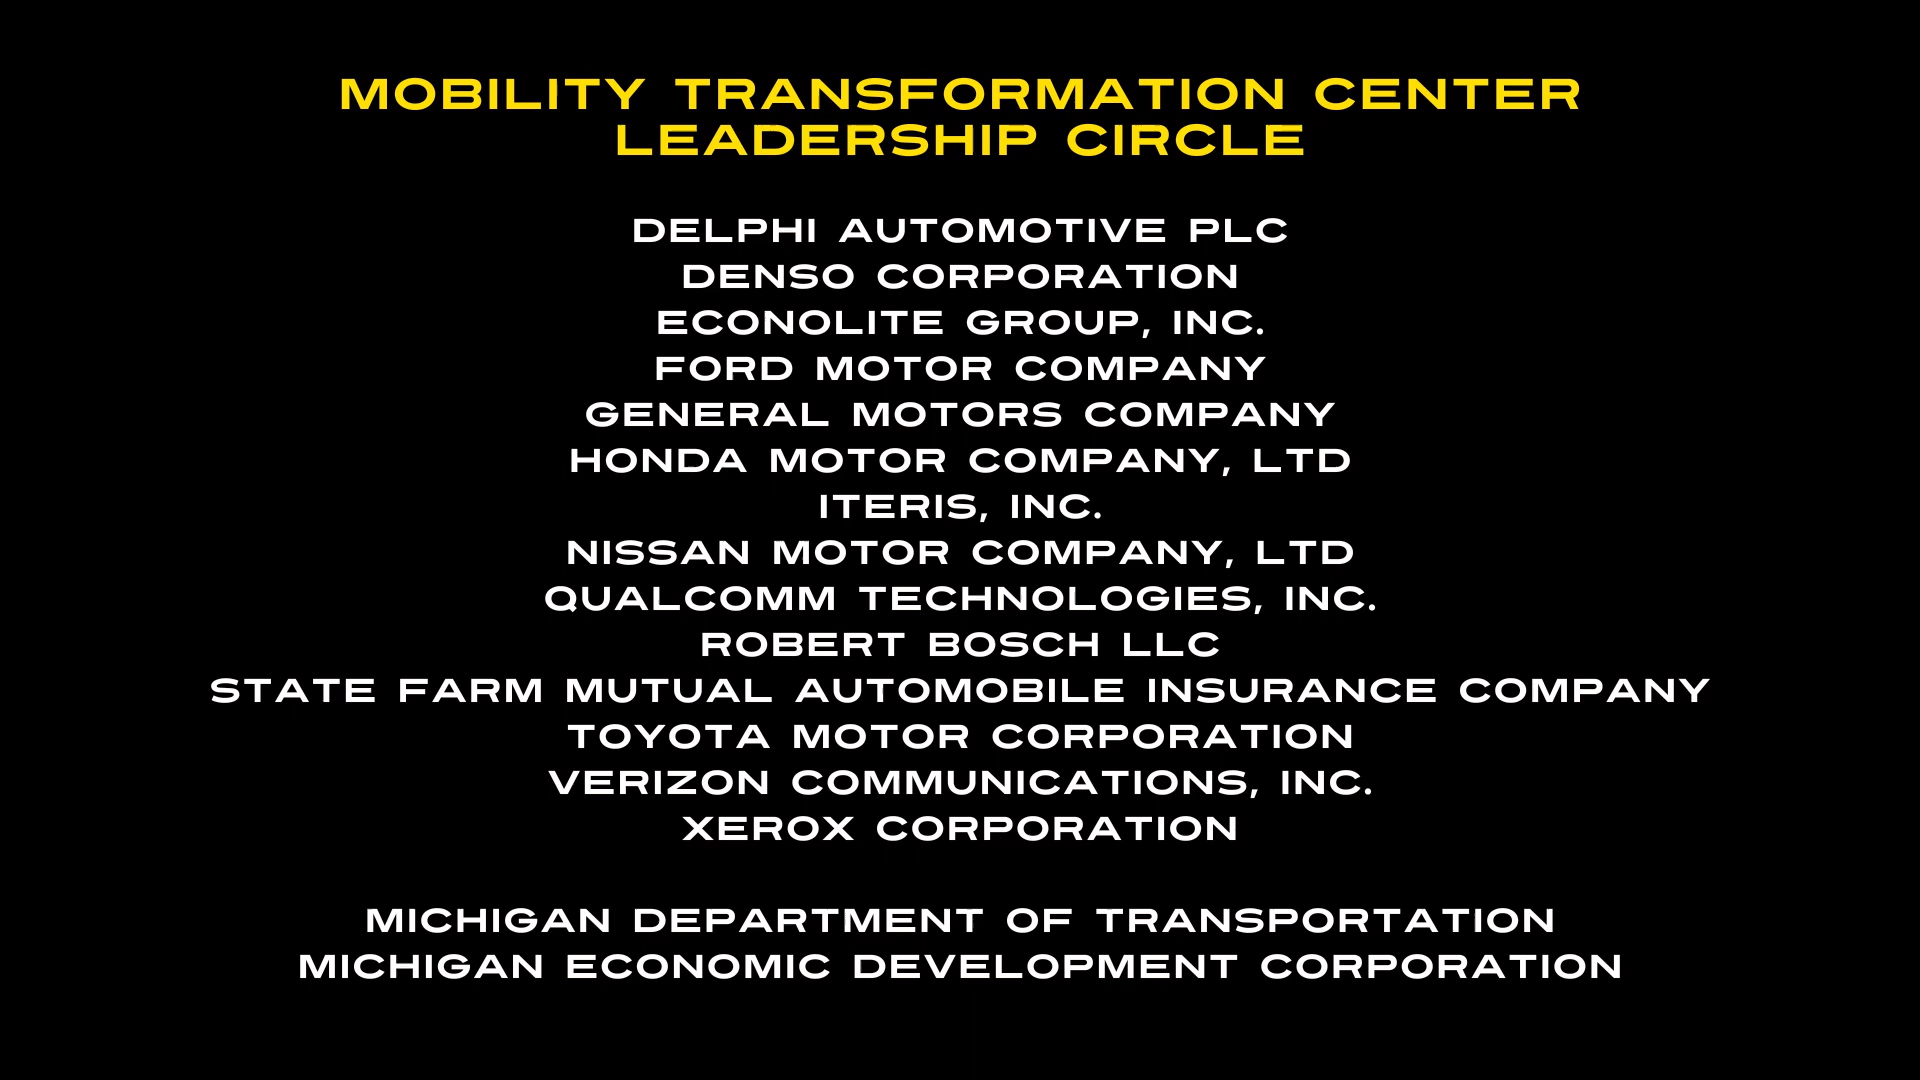 MOBILITY TRANSFORMATION CENTER
LEADERSHIP CIRCLE
DELPHI AUTOMOTIVE PLC
DENSO CORPORATION
ECONOLITE GROUP, INC.
FORD MOTOR COMPANY
GENERAL MOTORS COMPANY
HONDA MOTOR COMPANY, LTD
ITERIS, INC.
NISSAN MOTOR COMPANY, LTD
QUALCOMM TECHNOLOGIES, INC.
ROBERT BOSCH LLC
STATE FARM MUTUAL AUTOMOBILE INSURANCE COMPANY
TOYOTA MOTOR CORPORATION
VERIZON COMMUNICATIONS, INC.
XEROX CORPORATION
MICHIGAN DEPARTMENT OF TRANSPORTATION
MICHIGAN ECONOMIC DEVELOPMENT CORPORATION